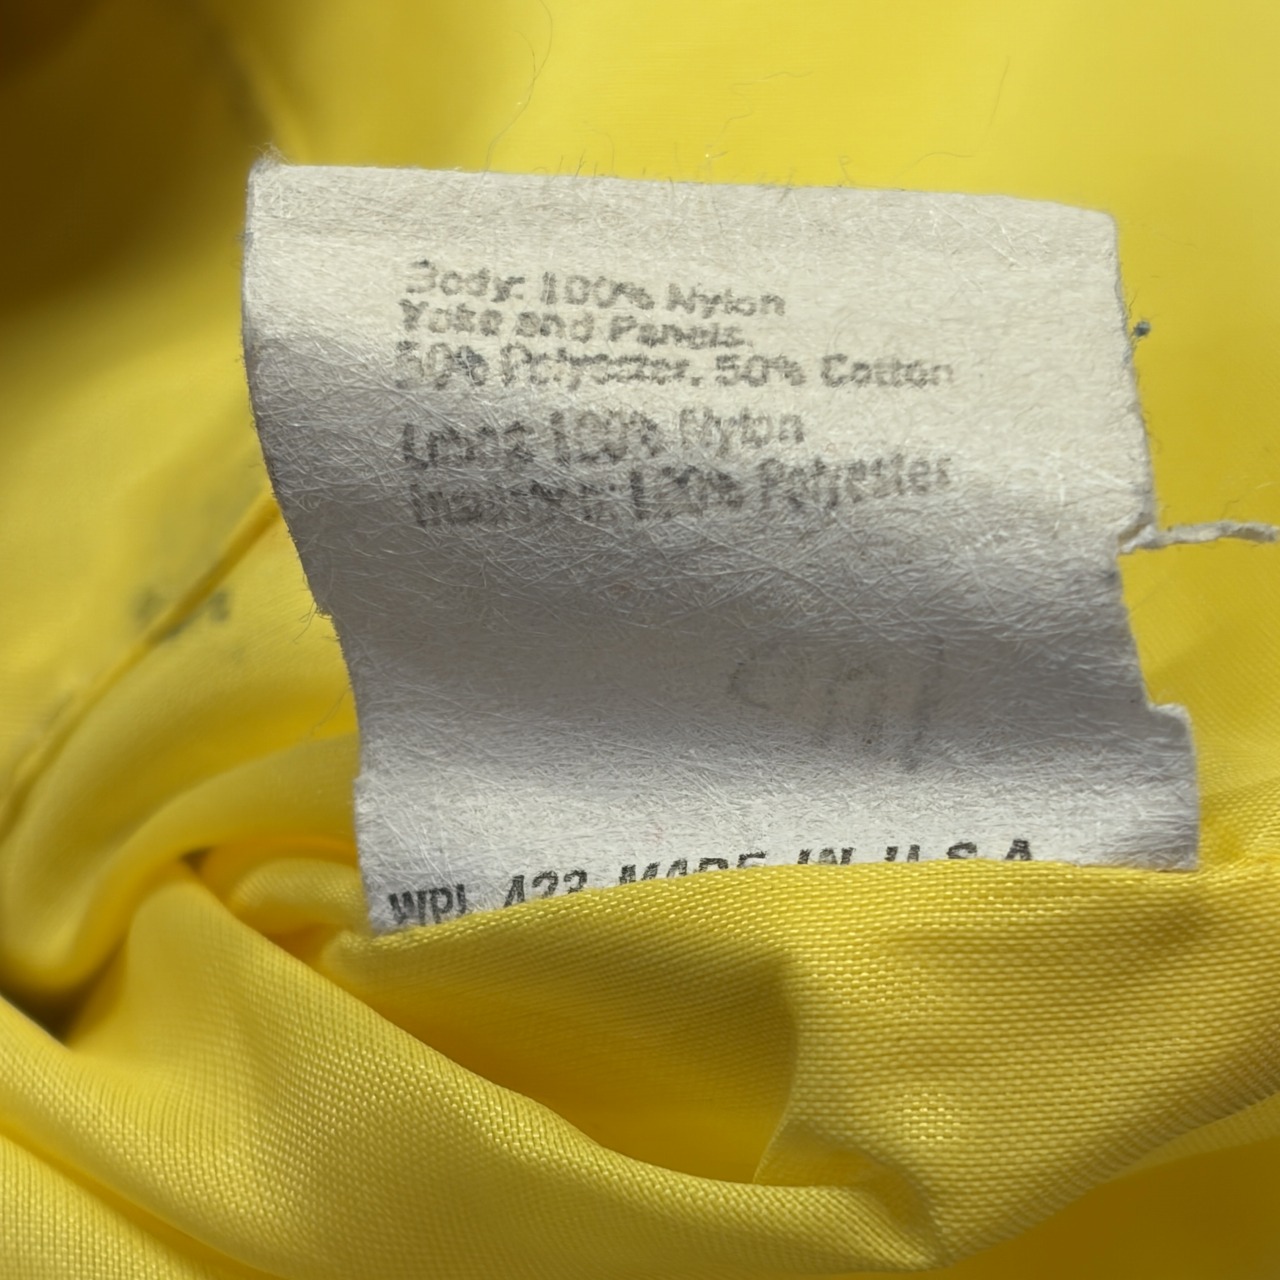 Body: 100% Nylon
Yoke and Panels.
50% Polyester, 50% Cotton
Lining 100% Nylon
Insulation: 100% Polyester
WPL 423 MADE IN U.S.A